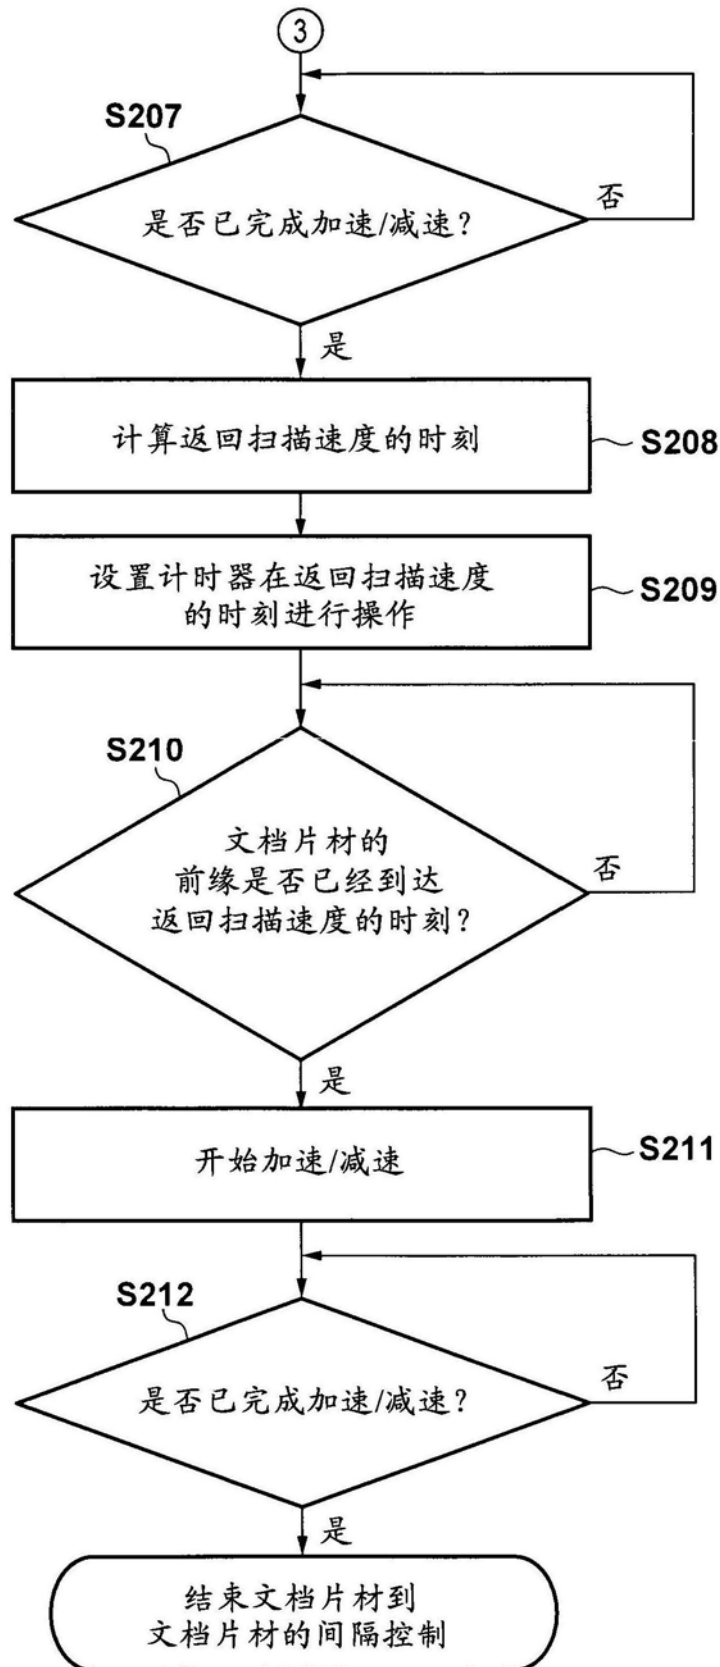 3
S207
是否已完成加速/减速?
否
是
计算返回扫描速度的时刻
S208
设置计时器在返回扫描速度
的时刻进行操作
S209
S210
文档片材的
前缘是否已经到达
返回扫描速度的时刻?
否
是
开始加速/减速
S211
S212
是否已完成加速/减速?
否
是
结束文档片材到
文档片材的间隔控制